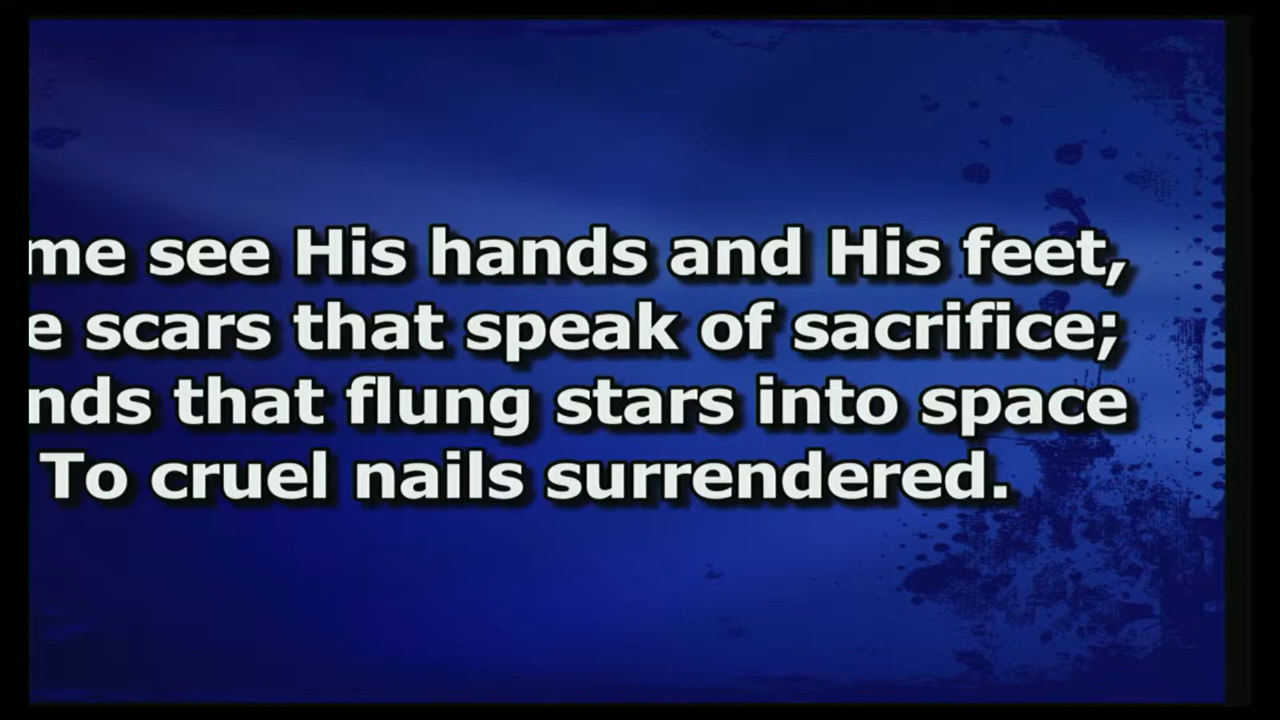 me see His hands and His feet,
e scars that speak of sacrifice;
nds that flung stars into space
To cruel nails surrendered.